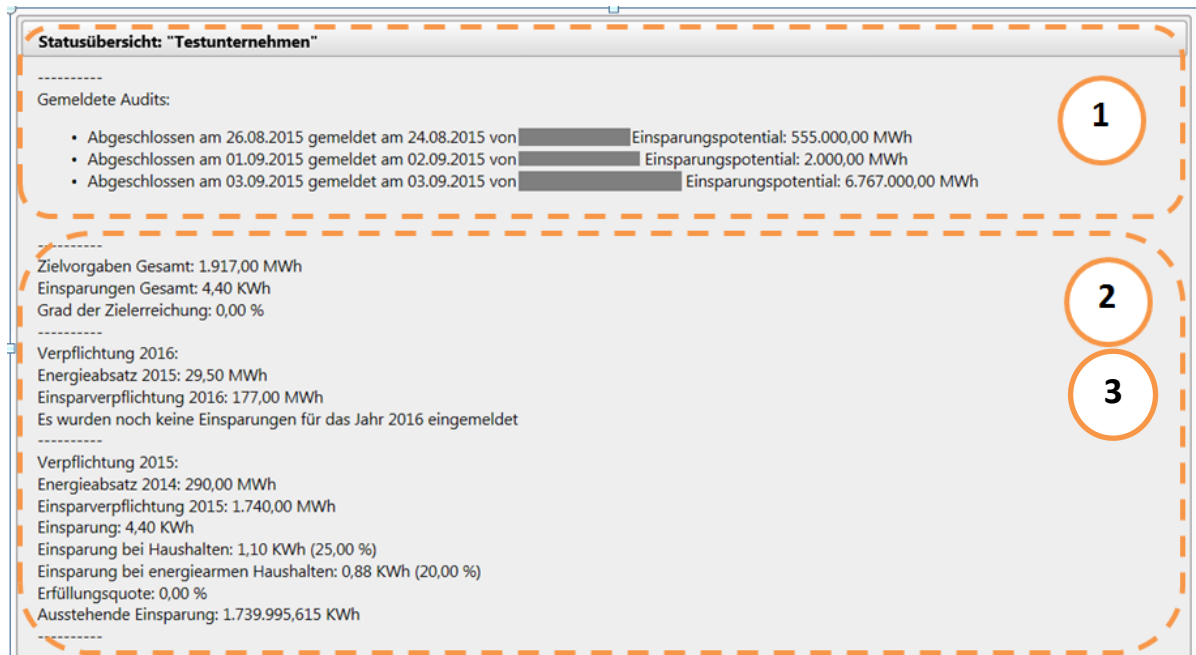 Statusübersicht: "Testunternehmen"
----------
Gemeldete Audits:
• Abgeschlossen am 26.08.2015 gemeldet am 24.08.2015 von Einsparungspotential: 555.000,00 MWh
• Abgeschlossen am 01.09.2015 gemeldet am 02.09.2015 von Einsparungspotential: 2.000,00 MWh
• Abgeschlossen am 03.09.2015 gemeldet am 03.09.2015 von Einsparungspotential: 6.767.000,00 MWh
1
----------
Zielvorgaben Gesamt: 1.917,00 MWh
Einsparungen Gesamt: 4,40 KWh
Grad der Zielerreichung: 0,00 %
2
----------
Verpflichtung 2016:
Energieabsatz 2015: 29,50 MWh
Einsparverpflichtung 2016: 177,00 MWh
Es wurden noch keine Einsparungen für das Jahr 2016 eingemeldet
3
----------
Verpflichtung 2015:
Energieabsatz 2014: 290,00 MWh
Einsparverpflichtung 2015: 1.740,00 MWh
Einsparung: 4,40 KWh
Einsparung bei Haushalten: 1,10 KWh (25,00 %)
Einsparung bei energiearmen Haushalten: 0,88 KWh (20,00 %)
Erfüllungsquote: 0,00 %
Ausstehende Einsparung: 1.739.995,615 KWh
----------